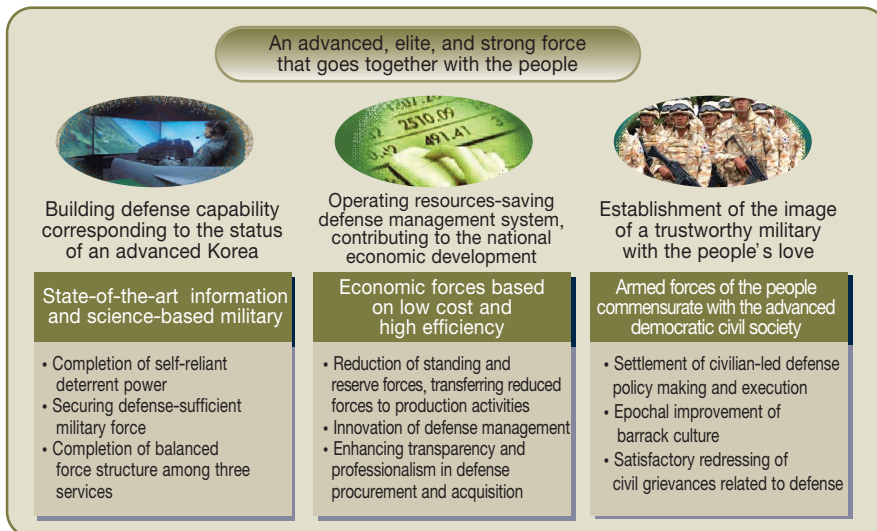 An advanced, elite, and strong force
that goes together with the people
2510.09
491.41
Building defense capability
corresponding to the status
of an advanced Korea
State-of-the-art information
and science-based military
• Completion of self-reliant
deterrent power
• Securing defense-sufficient
military force
• Completion of balanced
force structure among three
services
Operating resources-saving
defense management system,
contributing to the national
economic development
Economic forces based
on low cost and
high efficiency
• Reduction of standing and
reserve forces, transferring reduced
forces to production activities
• Innovation of defense management
• Enhancing transparency and
professionalism in defense
procurement and acquisition
Establishment of the image
of a trustworthy military
with the people's love
Armed forces of the people
commensurate with the advanced
democratic civil society
• Settlement of civilian-led defense
policy making and execution
• Epochal improvement of
barrack culture
• Satisfactory redressing of
civil grievances related to defense